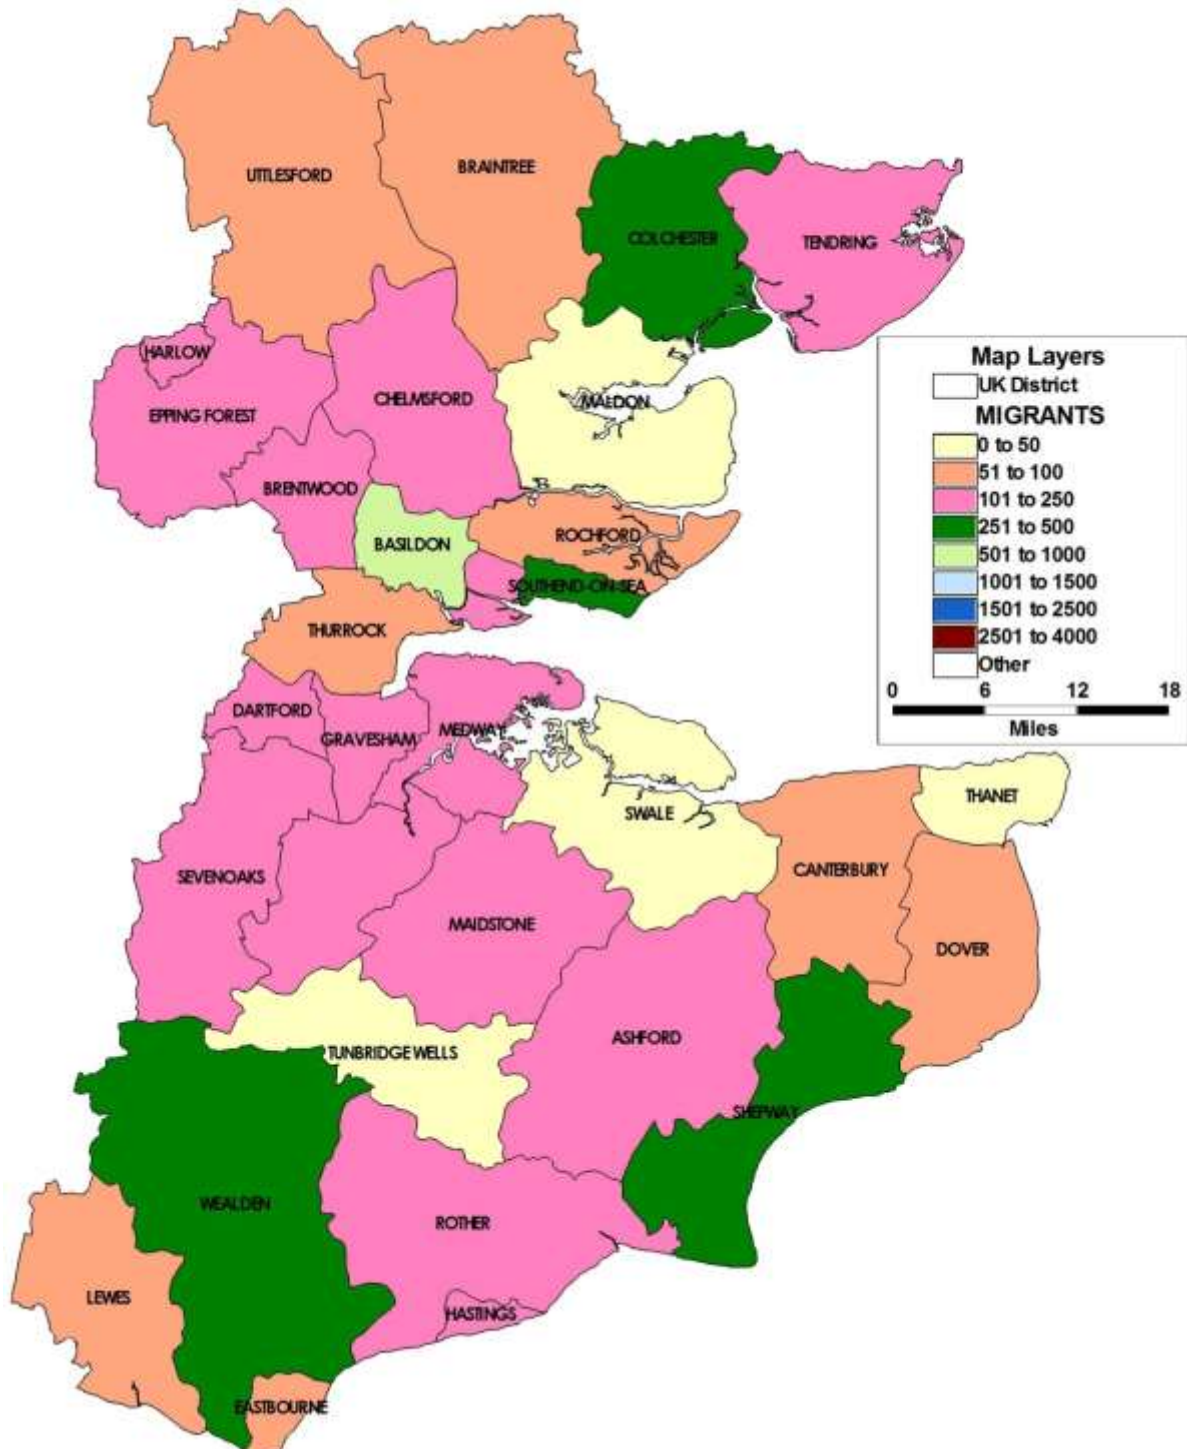 UTTLESFORD
BRAINTREE
COLCHESTER
TENDRING
HARLOW
EPPING FOREST
CHELMSFORD
MALDON
BRENTWOOD
BASILDON
ROCHFORD
SOUTHEND-ON-SEA
THURROCK
Map Layers
UK District
MIGRANTS
0 to 50
51 to 100
101 to 250
251 to 500
501 to 1000
1001 to 1500
1501 to 2500
2501 to 4000
Other
0 6 12 18
Miles
DARTFORD
GRAVESHAM
MEDWAY
SWALE
THANET
SEVENOAKS
MAIDSTONE
CANTERBURY
DOVER
TUNBRIDGE WELLS
ASHFORD
SHEPWAY
WEALDEN
ROTHER
LEWES
HASTINGS
EASTBOURNE